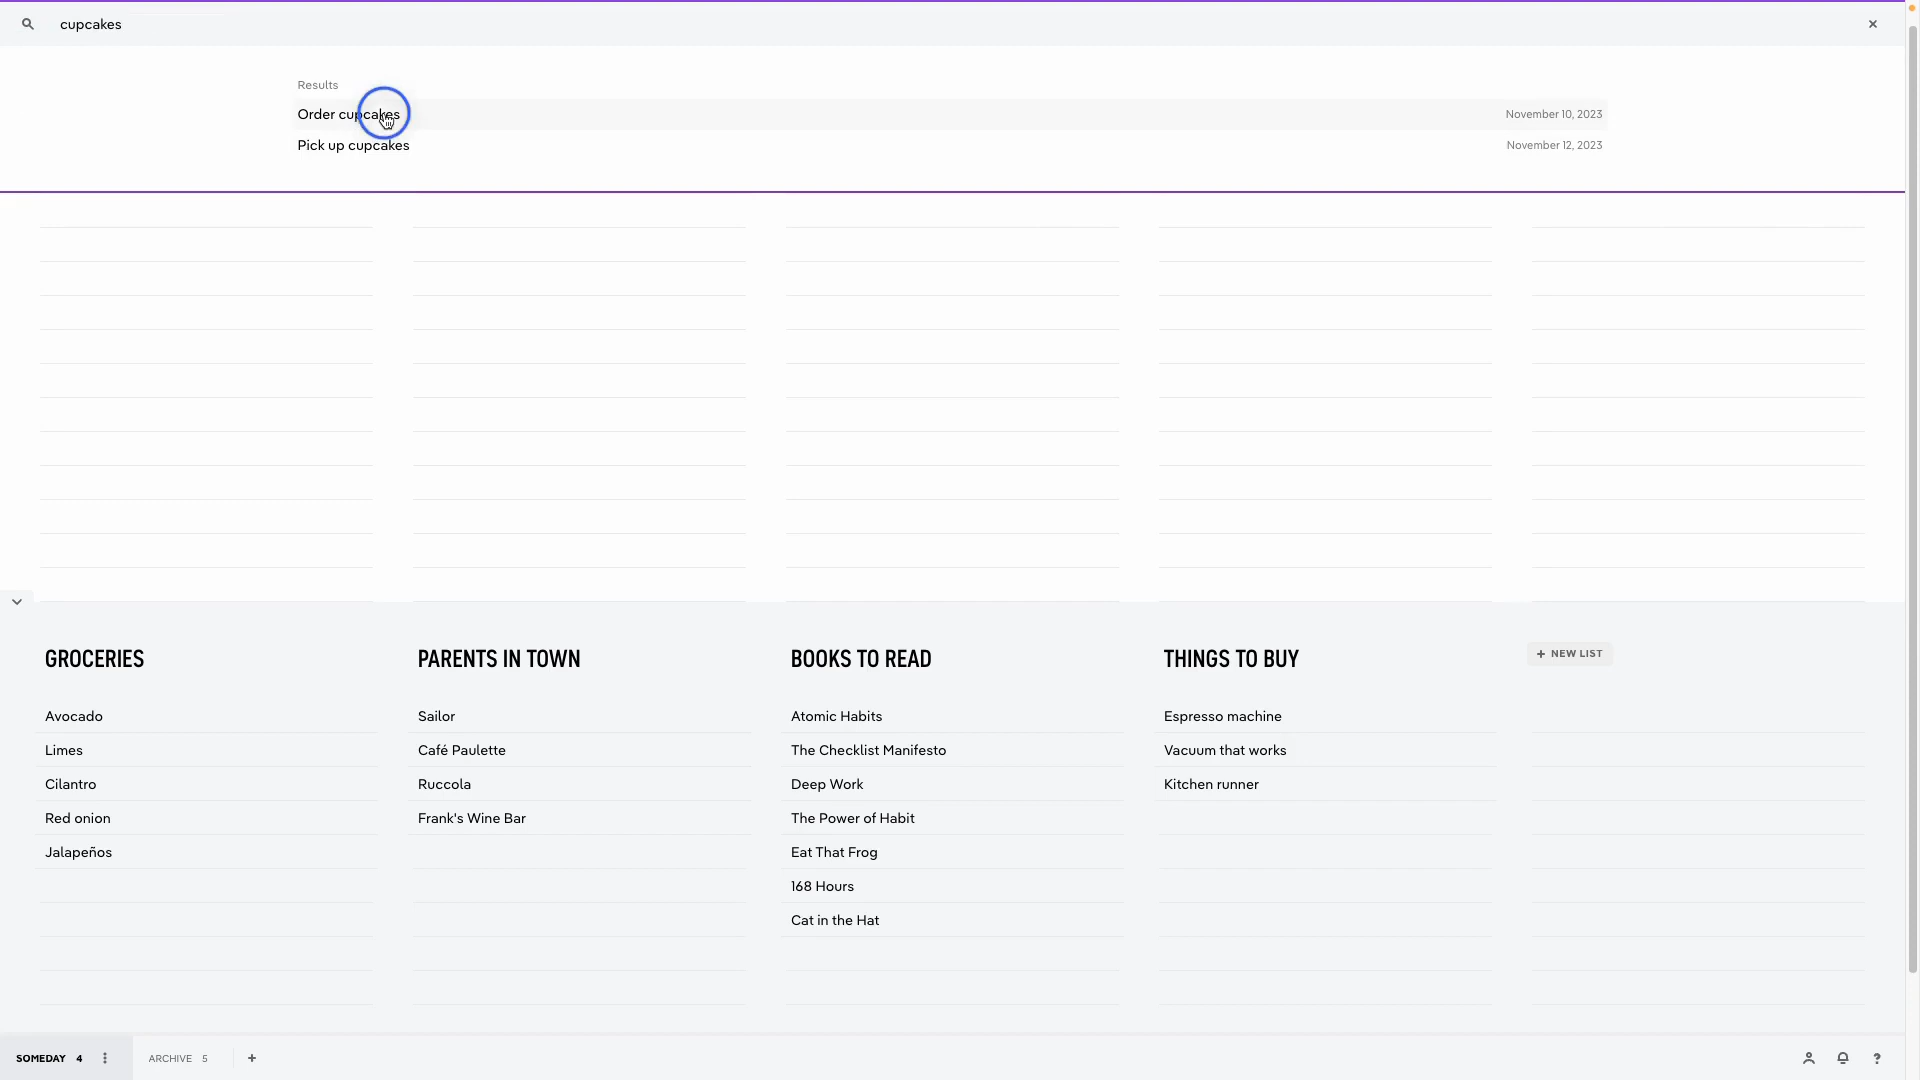 cupcakes
Results
Order cupcakes November 10, 2023
Pick up cupcakes November 12, 2023
GROCERIES
Avocado
Limes
Cilantro
Red onion
Jalapeños
PARENTS IN TOWN
Sailor
Café Paulette
Ruccola
Frank's Wine Bar
BOOKS TO READ
Atomic Habits
The Checklist Manifesto
Deep Work
The Power of Habit
Eat That Frog
168 Hours
Cat in the Hat
THINGS TO BUY
Espresso machine
Vacuum that works
Kitchen runner
+ NEW LIST
SOMEDAY 4 ARCHIVE 5 + ?